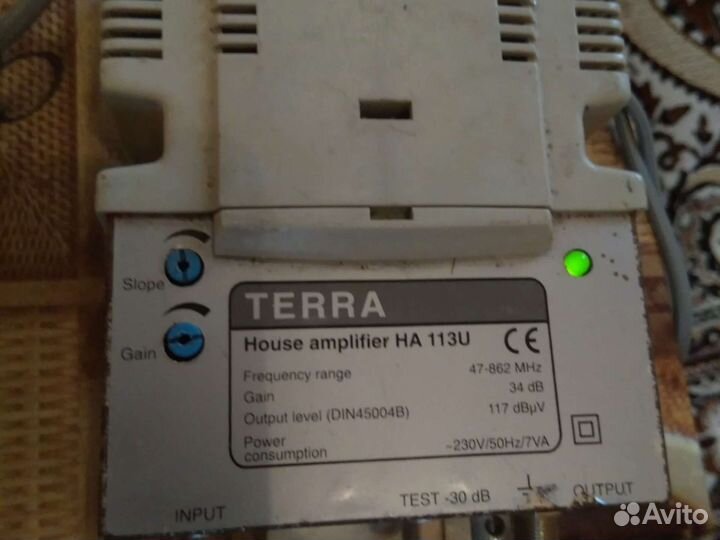 Slope
Gain
TERRA
House amplifier HA 113U CE
Frequency range 47-862 MHz
Gain 34 dB
Output level (DIN45004B) 117 dBµV
Power
consumption ~230V/50Hz/7VA
INPUT TEST -30 dB OUTPUT
Avito